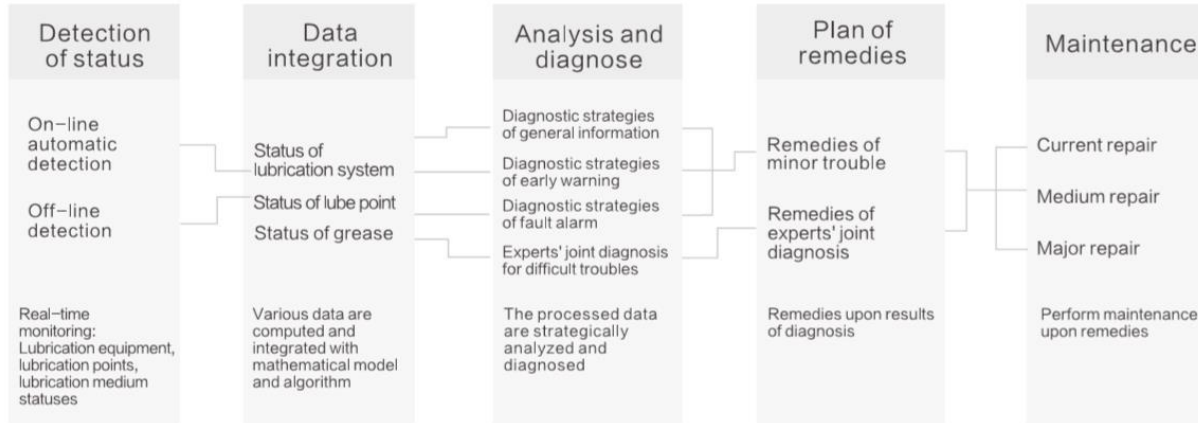 Detection
of status
Data
integration
Analysis and
diagnose
Plan of
remedies
Maintenance
On-line
automatic
detection
Off-line
detection
Status of
lubrication system
Status of lube point
Status of grease
Diagnostic strategies
of general information
Diagnostic strategies
of early warning
Diagnostic strategies
of fault alarm
Experts' joint diagnosis
for difficult troubles
Remedies of
minor trouble
Remedies of
experts' joint
diagnosis
Current repair
Medium repair
Major repair
Real-time
monitoring:
Lubrication equipment,
lubrication points,
lubrication medium
statuses
Various data are
computed and
integrated with
mathematical model
and algorithm
The processed data
are strategically
analyzed and
diagnosed
Remedies upon results
of diagnosis
Perform maintenance
upon remedies